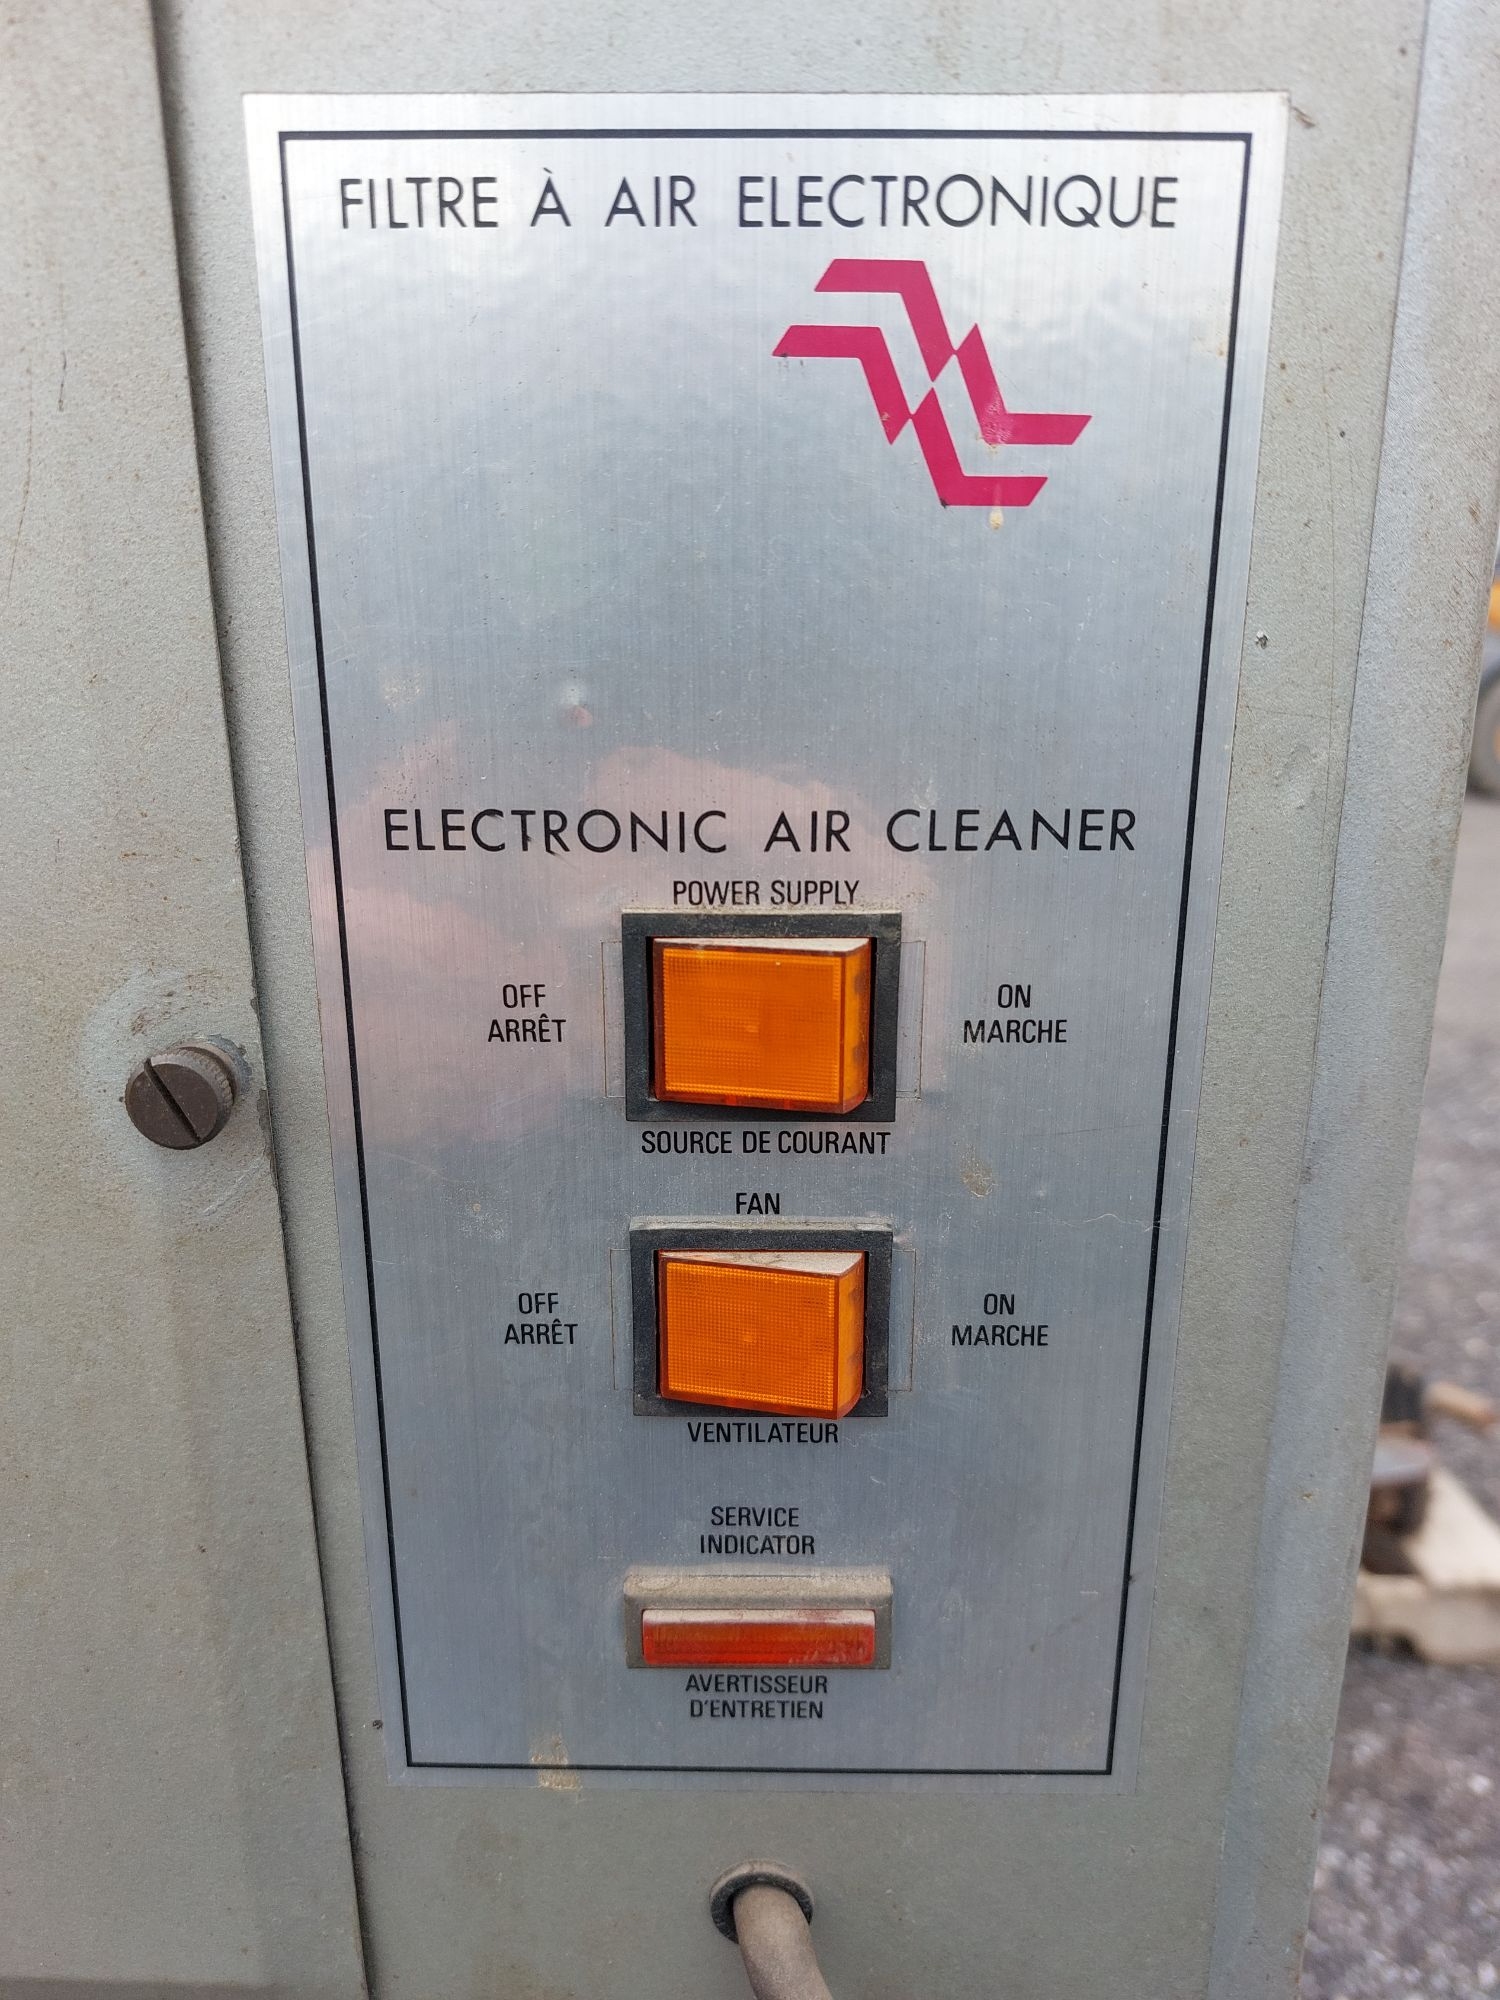 FILTRE À AIR ELECTRONIQUE
ELECTRONIC AIR CLEANER
POWER SUPPLY
OFF
ARRÊT
ON
MARCHE
SOURCE DE COURANT
FAN
OFF
ARRÊT
ON
MARCHE
VENTILATEUR
SERVICE
INDICATOR
AVERTISSEUR
D'ENTRETIEN